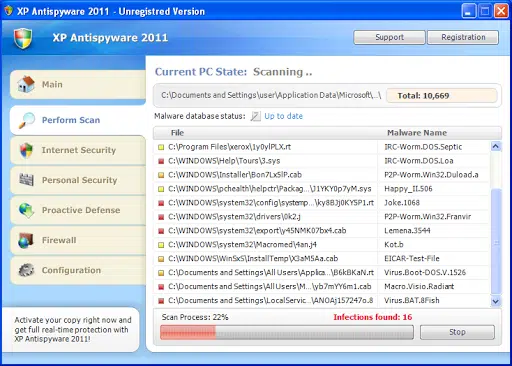 XP Antispyware 2011 - Unregistred Version
XP Antispyware 2011
Support
Registration
Main
Perform Scan
Internet Security
Personal Security
Proactive Defense
Firewall
Configuration
Activate your copy right now and
get full real-time protection with
XP Antispyware 2011!
Current PC State: Scanning ..
C:\Documents and Settings\user\Application Data\Microsoft\...\
Total: 10,669
Malware database status: Up to date
File Malware Name
C:\Program Files\xerox\1y0ylPLX.rt IRC-Worm.DOS.Septic
C:\WINDOWS\Help\Tours\3.sys IRC-Worm.DOS.Loa
C:\WINDOWS\Installer\Bon7Lx5lP.cab P2P-Worm.Win32.Duload.a
C:\WINDOWS\pchealth\helpctr\Packag...\J1YKY0p7yM.sys Happy_II.506
C:\WINDOWS\system32\config\systemp...\ky8Bj0KY5P1.rt Joke.1068
C:\WINDOWS\system32\drivers\0k2.j P2P-Worm.Win32.Franvir
C:\WINDOWS\system32\export\y45NMK07bx4.cab Lemena.3544
C:\WINDOWS\system32\Macromed\4an.j4 Kot.b
C:\WINDOWS\WinSxS\InstallTemp\X3aM5Aa.cab EICAR-Test-File
C:\Documents and Settings\All Users\Applica...\B6kBKaN.rt Virus.Boot-DOS.V.1526
C:\Documents and Settings\All Users\M...\yb7mYY6m1.cab Macro.Visio.Radiant
C:\Documents and Settings\LocalServic...\ANOAj157247o.8 Virus.BAT.8Fish
Scan Process: 22%
Infections found: 16
Stop